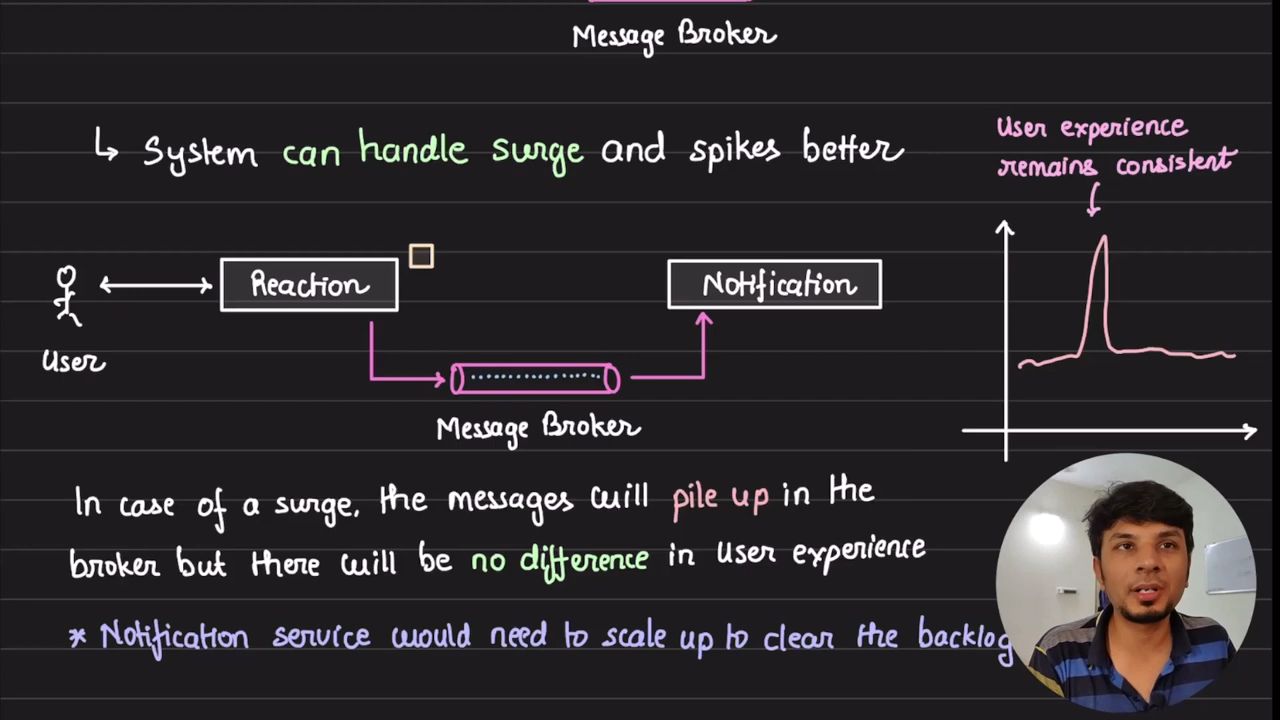 Message Broker
↳ System can handle surge and spikes better
User experience
remains consistent
Reaction
Notification
User
Message Broker
In case of a surge, the messages will pile up in the
broker but there will be no difference in user experience
* Notification service would need to scale up to clear the backlog